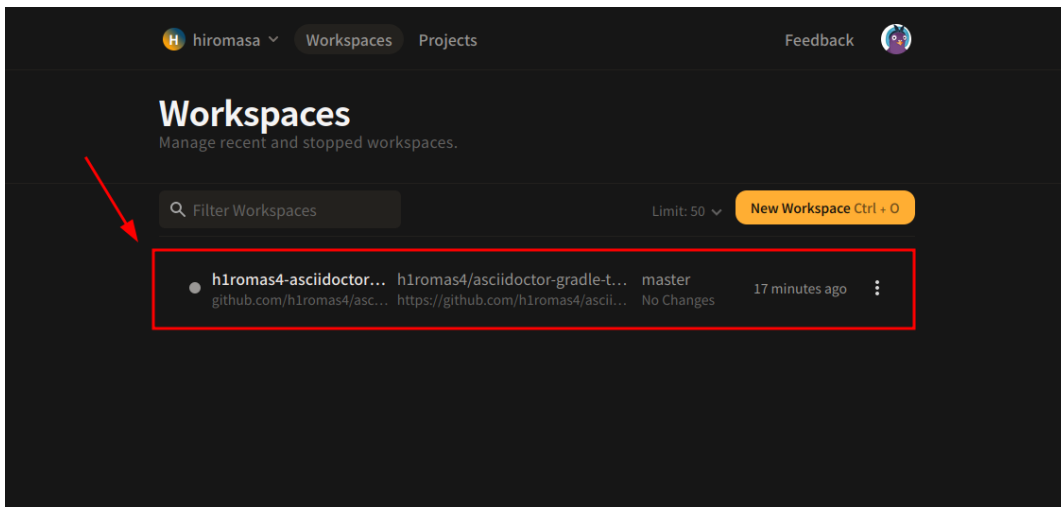 H hiromasa Workspaces Projects Feedback
Workspaces
Manage recent and stopped workspaces.
Filter Workspaces Limit: 50 New Workspace Ctrl + O
h1romas4-asciidoctor... h1romas4/asciidoctor-gradle-t... master 17 minutes ago
github.com/h1romas4/asc... https://github.com/h1romas4/ascii... No Changes